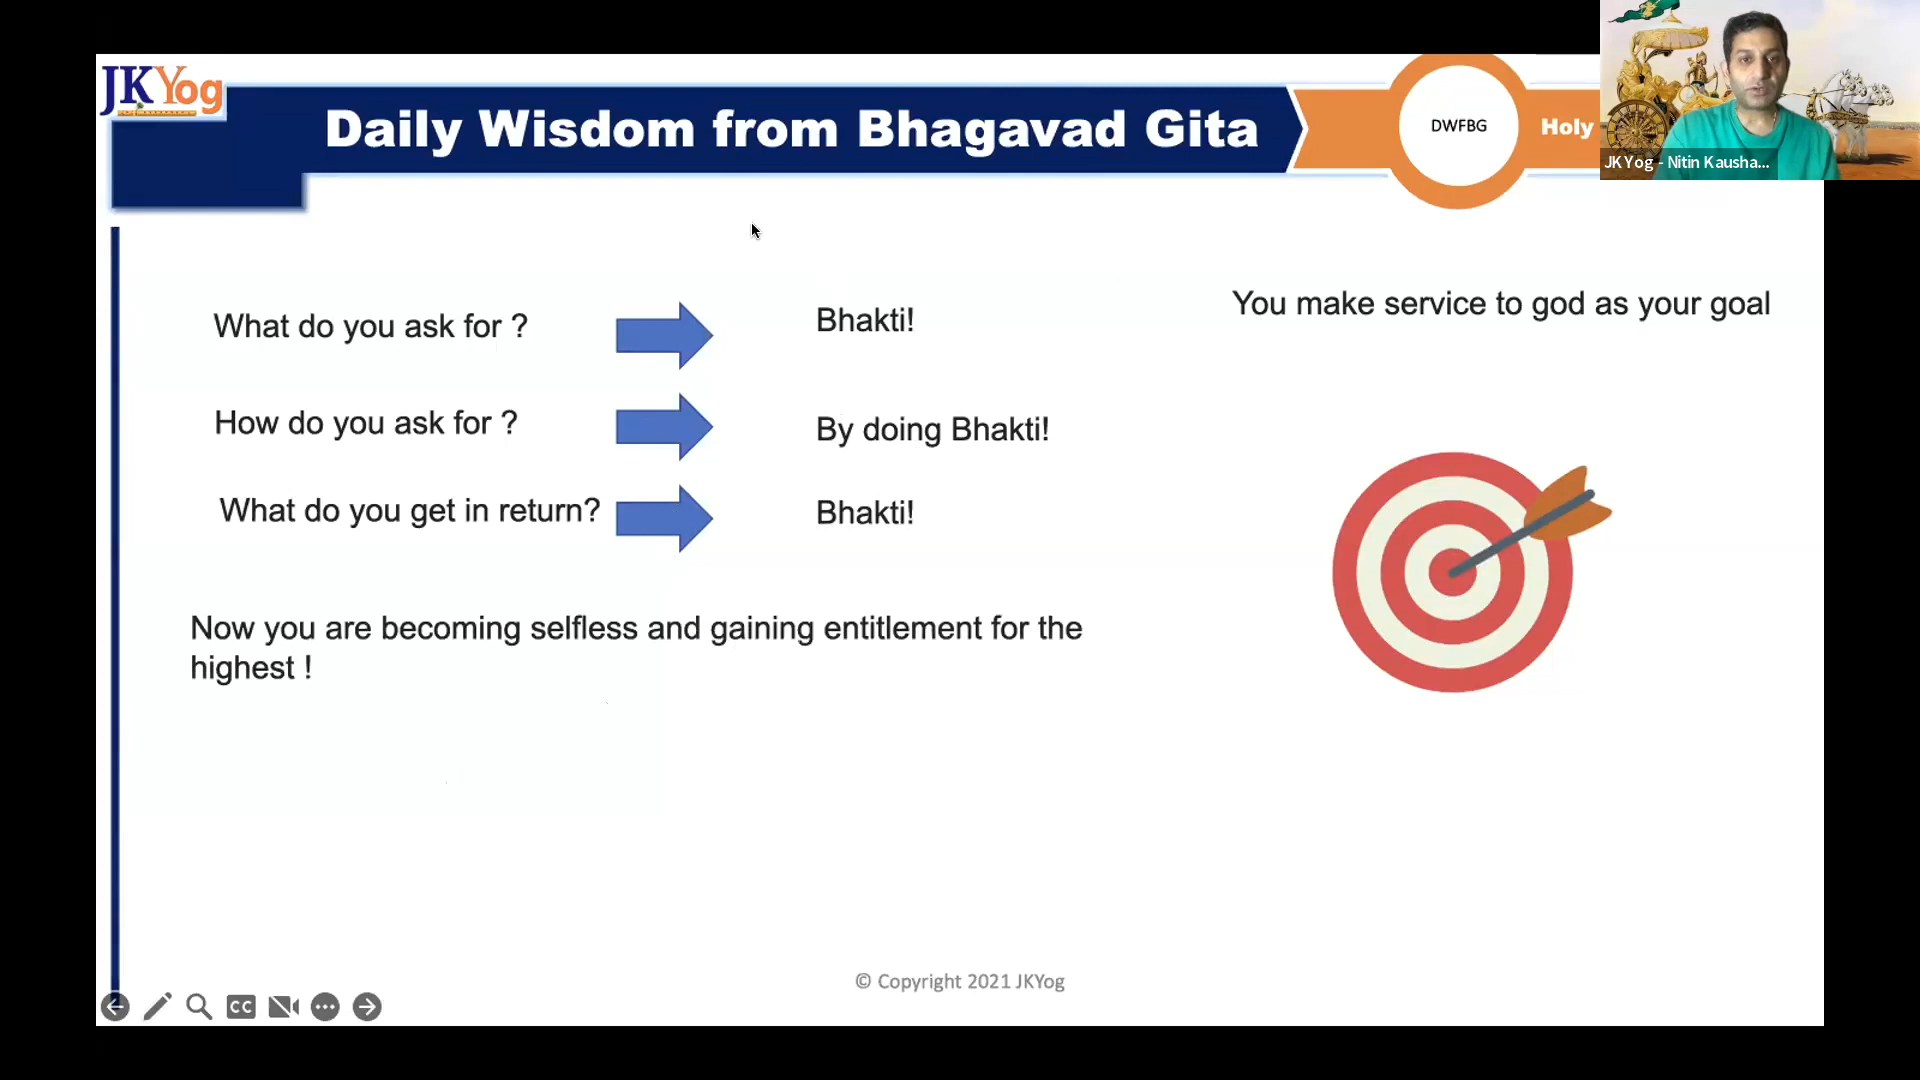 JKYog
Daily Wisdom from Bhagavad Gita
DWFBG
Holy
JK Yog - Nitin Kausha...
What do you ask for ?
Bhakti!
You make service to god as your goal
How do you ask for ?
By doing Bhakti!
What do you get in return?
Bhakti!
Now you are becoming selfless and gaining entitlement for the
highest !
© Copyright 2021 JKYog
CC